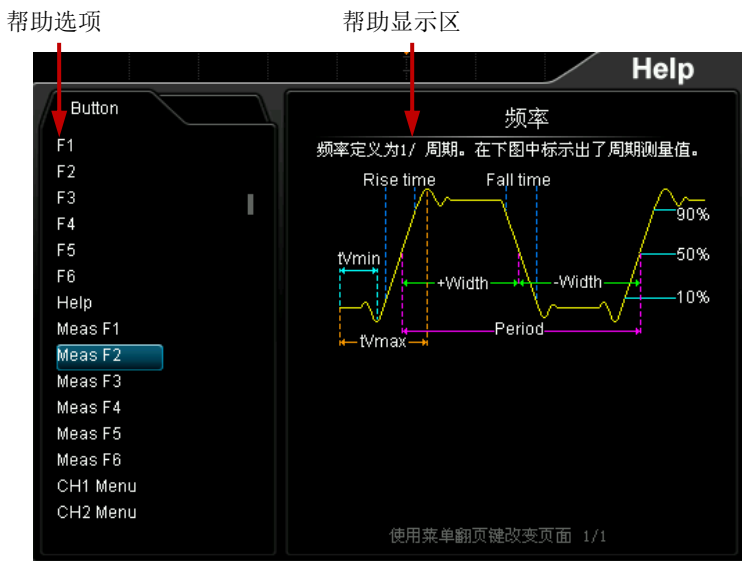 帮助选项
帮助显示区
Help
Button
F1
F2
F3
F4
F5
F6
Help
Meas F1
Meas F2
Meas F3
Meas F4
Meas F5
Meas F6
CH1 Menu
CH2 Menu
频率
频率定义为1/ 周期。在下图中标示出了周期测量值。
Rise time
Fall time
90%
tVmin
50%
+Width
-Width
10%
Period
tVmax
使用菜单翻页键改变页面 1/1